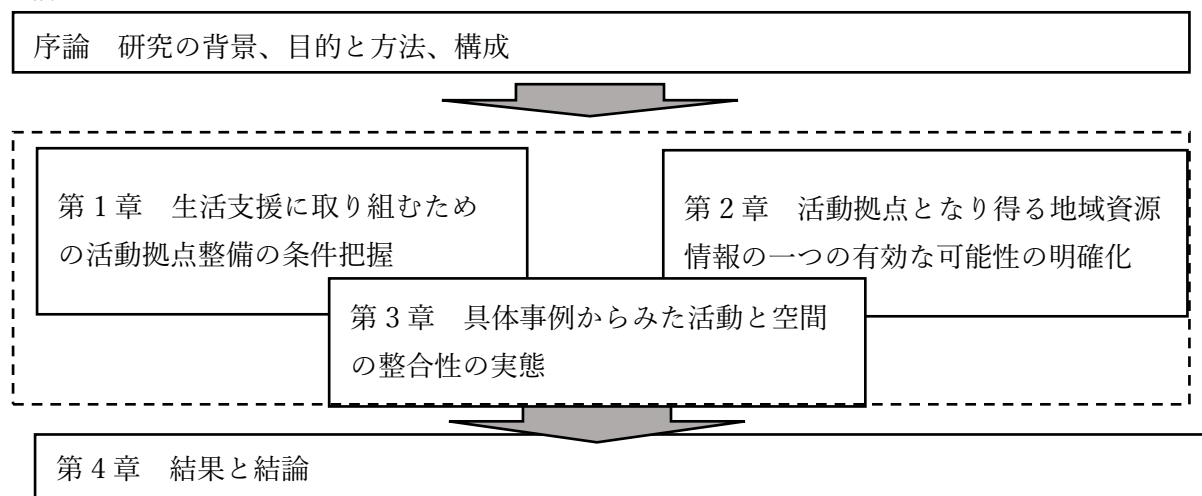 序論　研究の背景、目的と方法、構成
第１章　生活支援に取り組むため
の活動拠点整備の条件把握
第２章　活動拠点となり得る地域資源
情報の一つの有効な可能性の明確化
第３章　具体事例からみた活動と空間
の整合性の実態
第４章　結果と結論